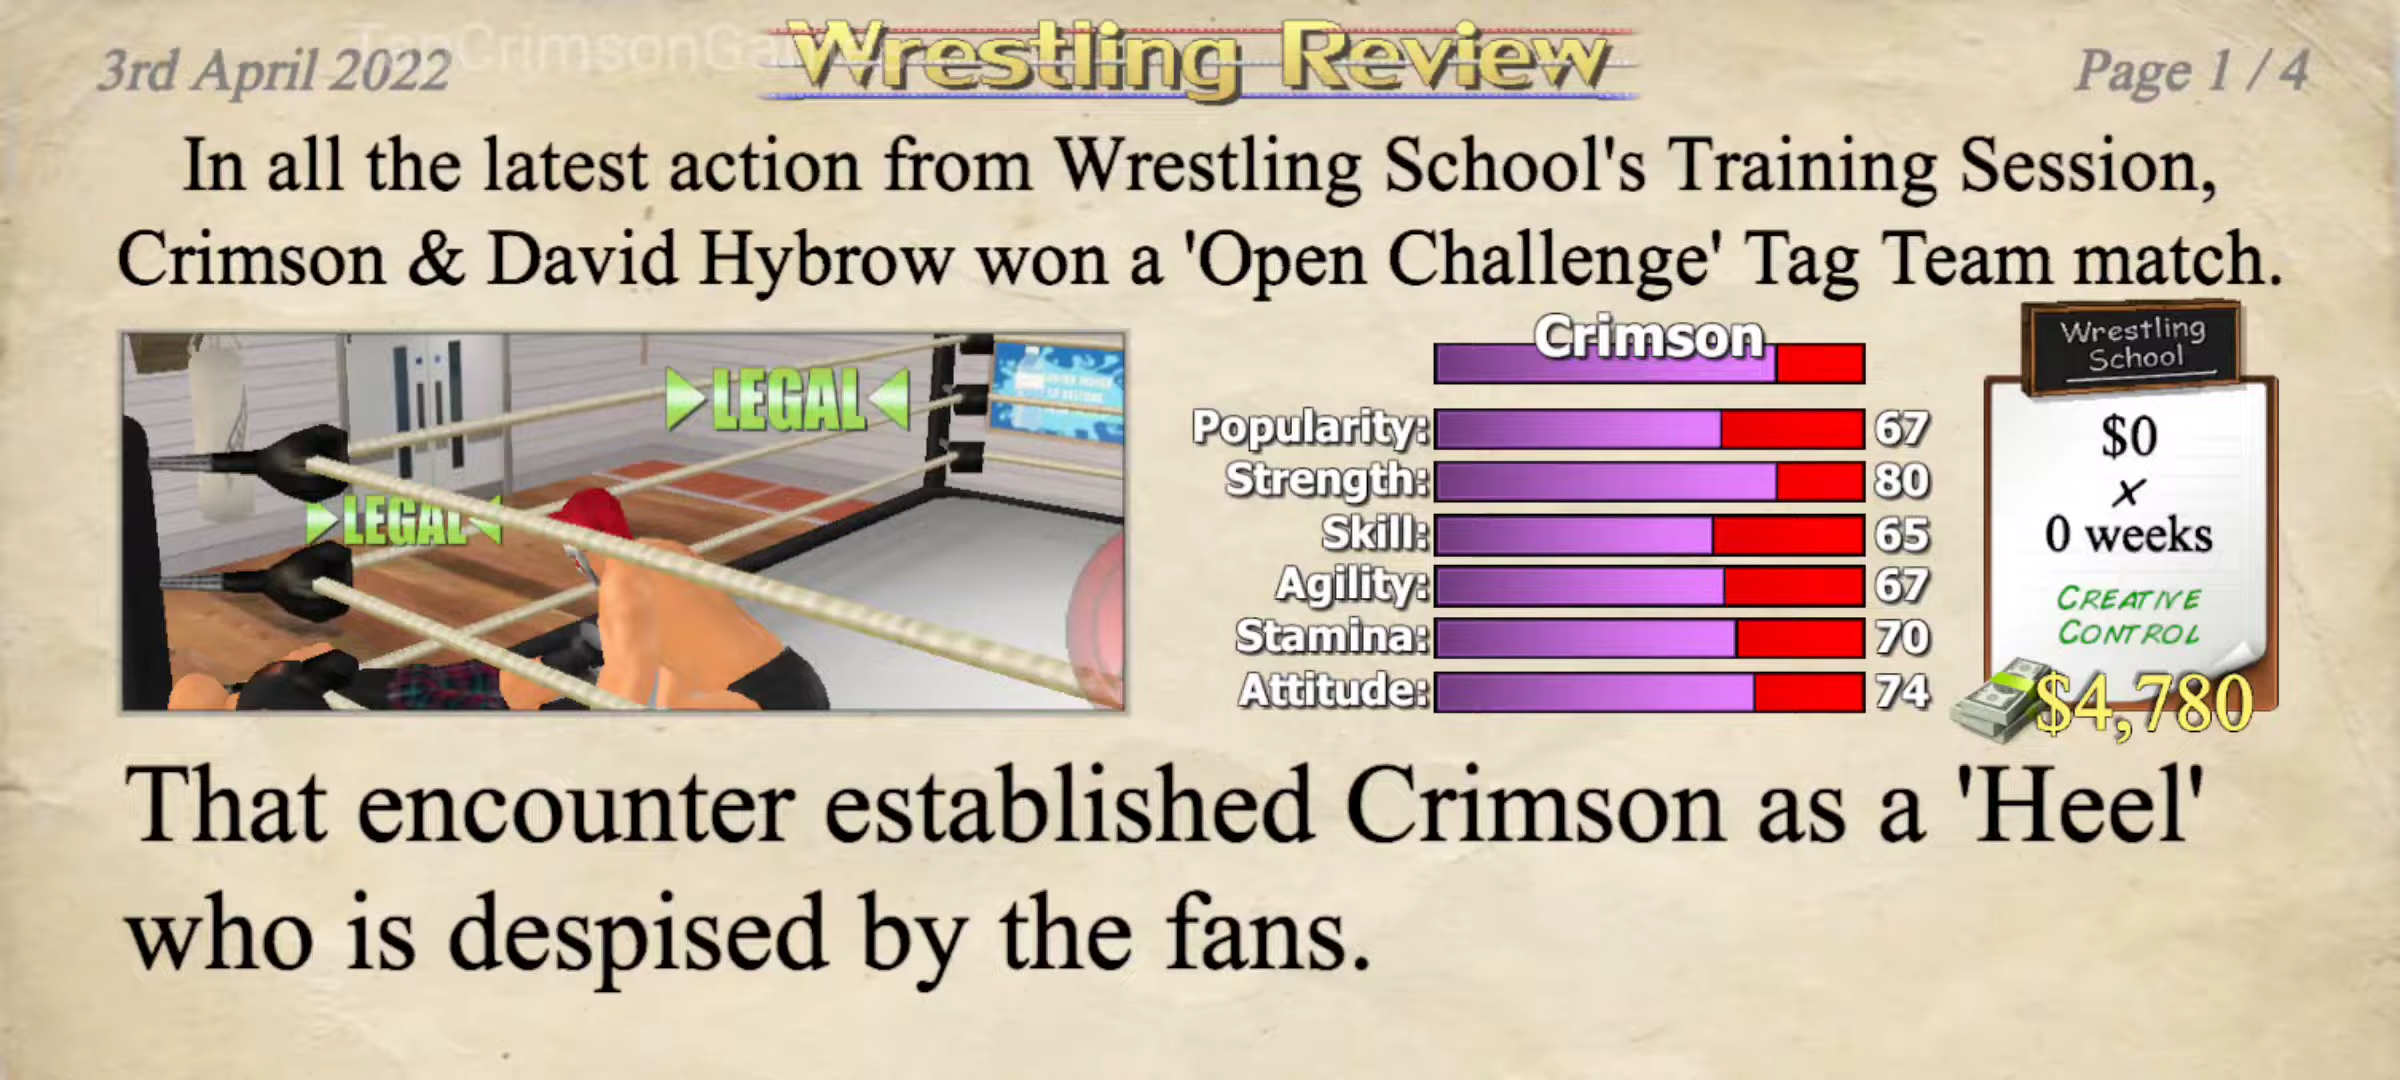 3rd April 2022
Wrestling Review
Page 1 / 4
In all the latest action from Wrestling School's Training Session,
Crimson & David Hybrow won a 'Open Challenge' Tag Team match.
LEGAL
LEGAL
Crimson
Popularity: 67
Strength: 80
Skill: 65
Agility: 67
Stamina: 70
Attitude: 74
Wrestling
School
$0
x
0 weeks
CREATIVE
CONTROL
$4,780
That encounter established Crimson as a 'Heel'
who is despised by the fans.